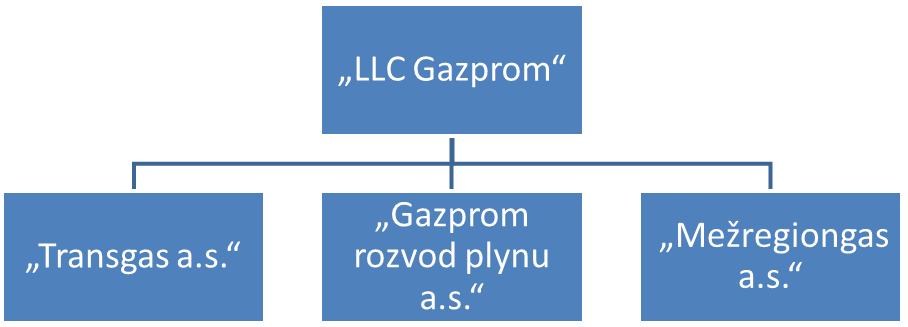 „LLC Gazprom“
„Transgas a.s.“
„Gazprom
rozvod plynu
a.s.“
„Mežregiongas
a.s.“